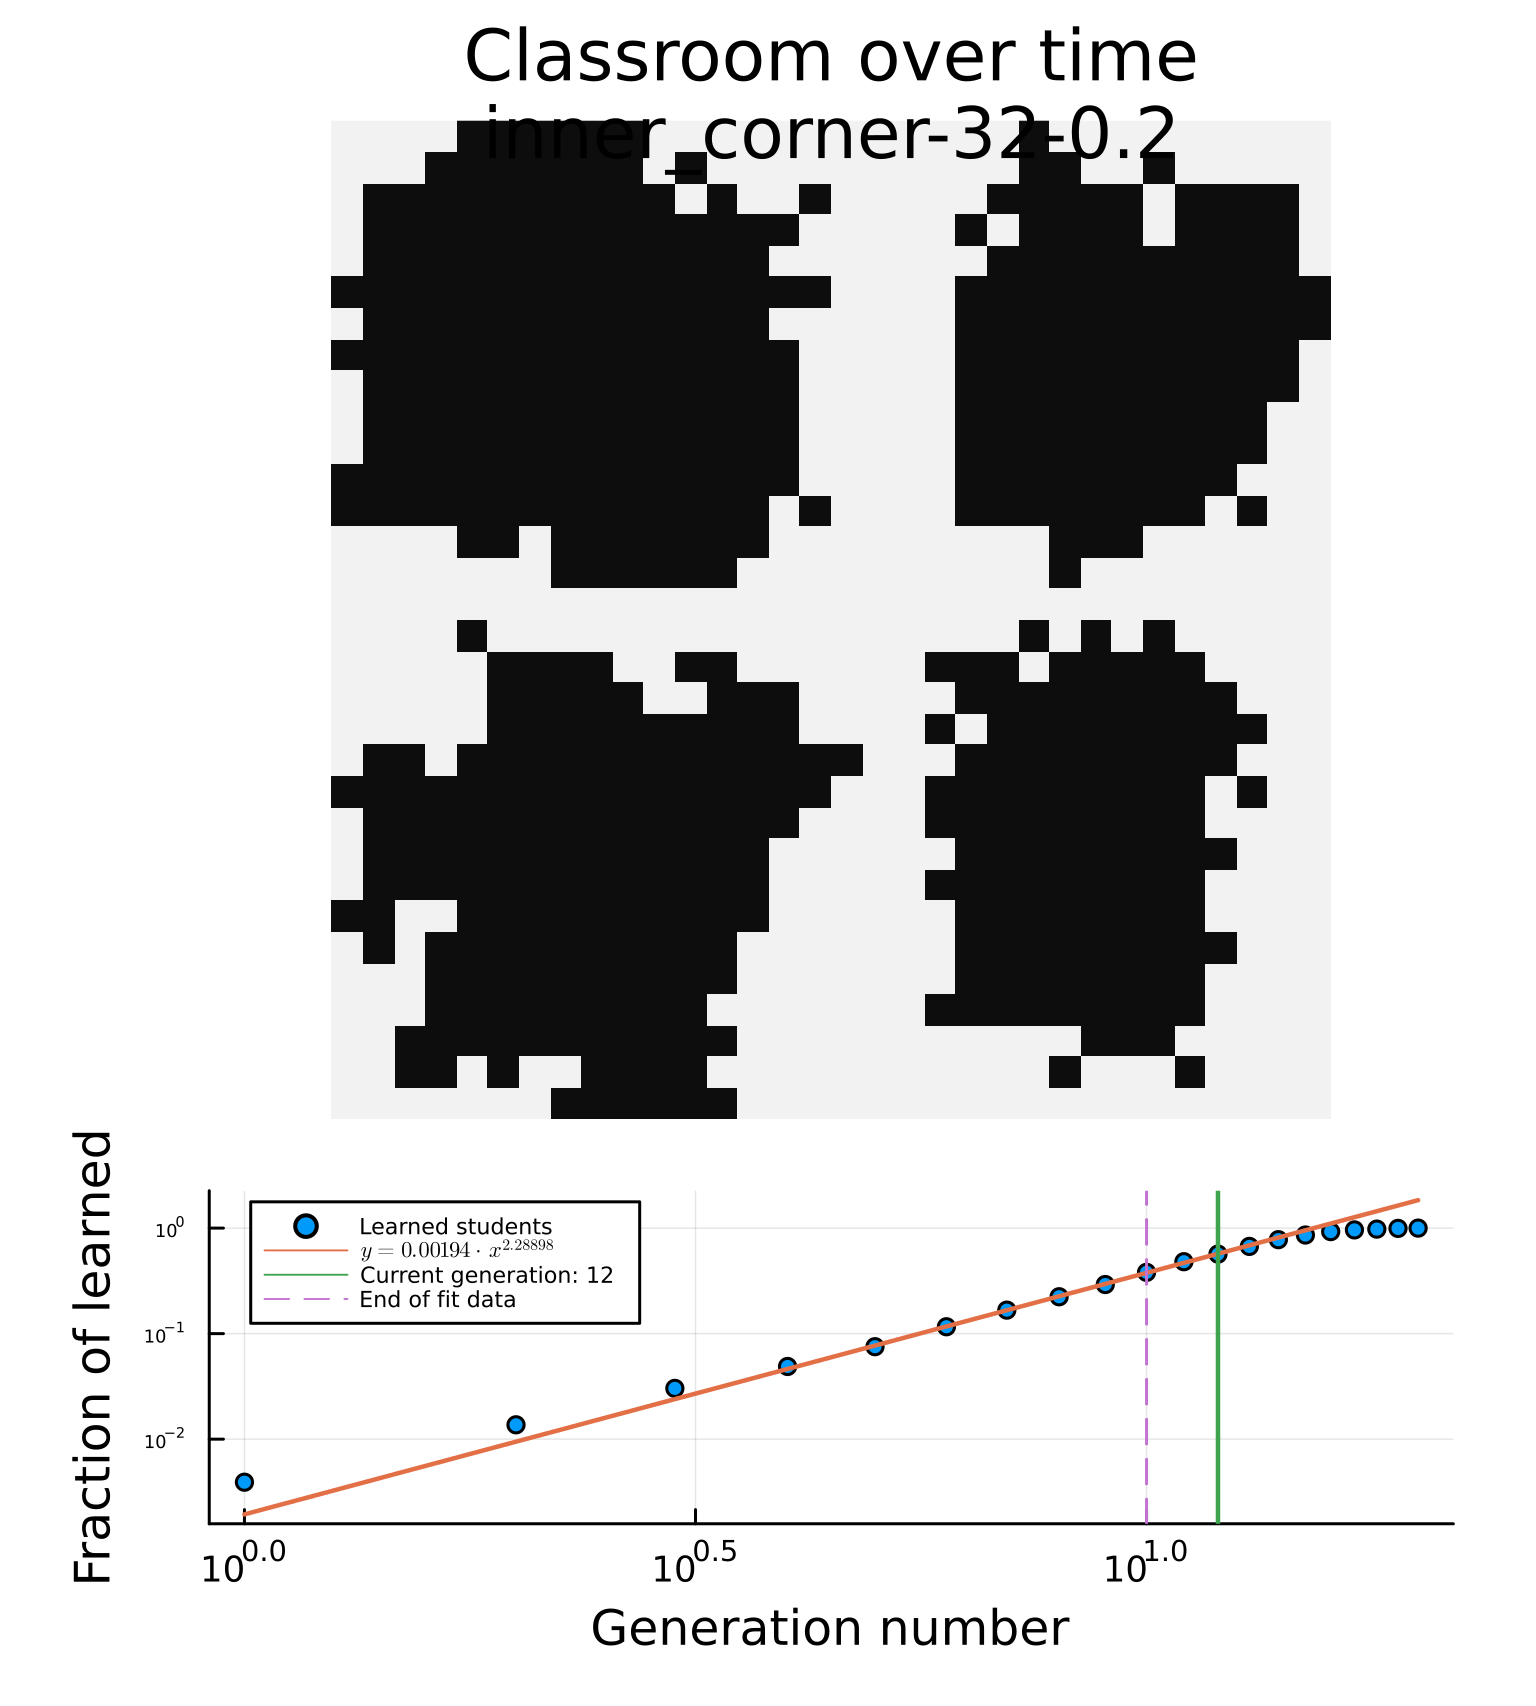 Classroom over time
inner_corner-32-0.2
Fraction of learned
10^0
10^−1
10^−2
Learned students
y = 0.00194 · x^2.28898
Current generation: 12
End of fit data
10^0.0
10^0.5
10^1.0
Generation number